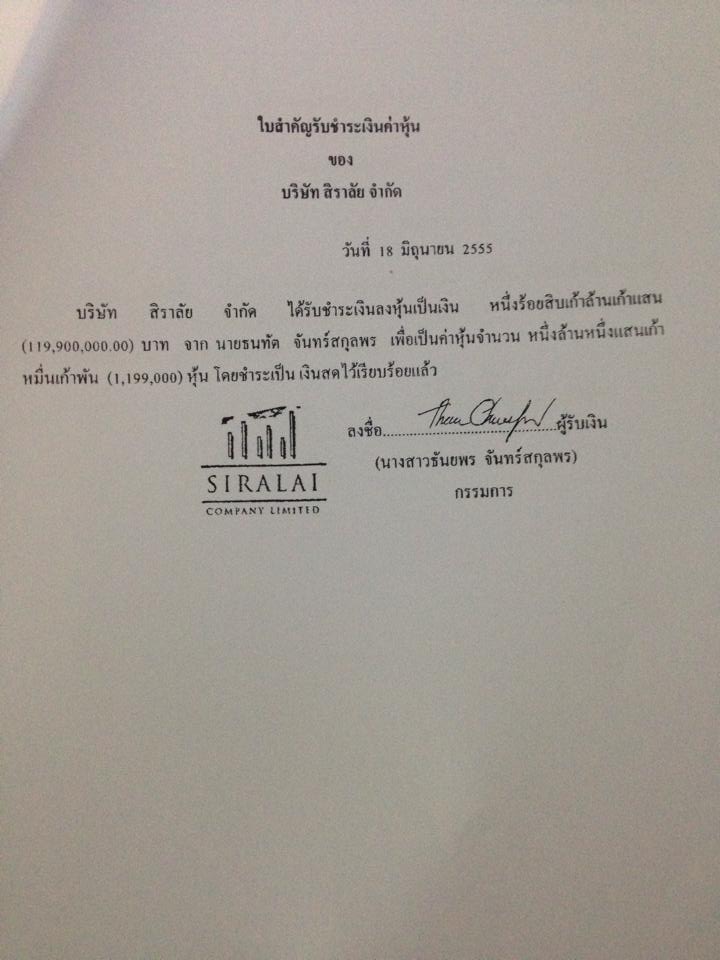 ใบสำคัญรับชำระเงินค่าหุ้น
ของ
บริษัท สิราลัย จำกัด
วันที่ 18 มิถุนายน 2555
บริษัท สิราลัย จำกัด ได้รับชำระเงินลงหุ้นเป็นเงิน หนึ่งร้อยสิบเก้าล้านเก้าแสน
(119,900,000.00) บาท จาก นายธนทัต จันทร์สกุลพร เพื่อเป็นค่าหุ้นจำนวน หนึ่งล้านหนึ่งแสนเก้า
หมื่นเก้าพัน (1,199,000) หุ้น โดยชำระเป็น เงินสดไว้เรียบร้อยแล้ว
ลงชื่อ.......................................ผู้รับเงิน
(นางสาวธันยพร จันทร์สกุลพร)
กรรมการ
SIRALAI
COMPANY LIMITED